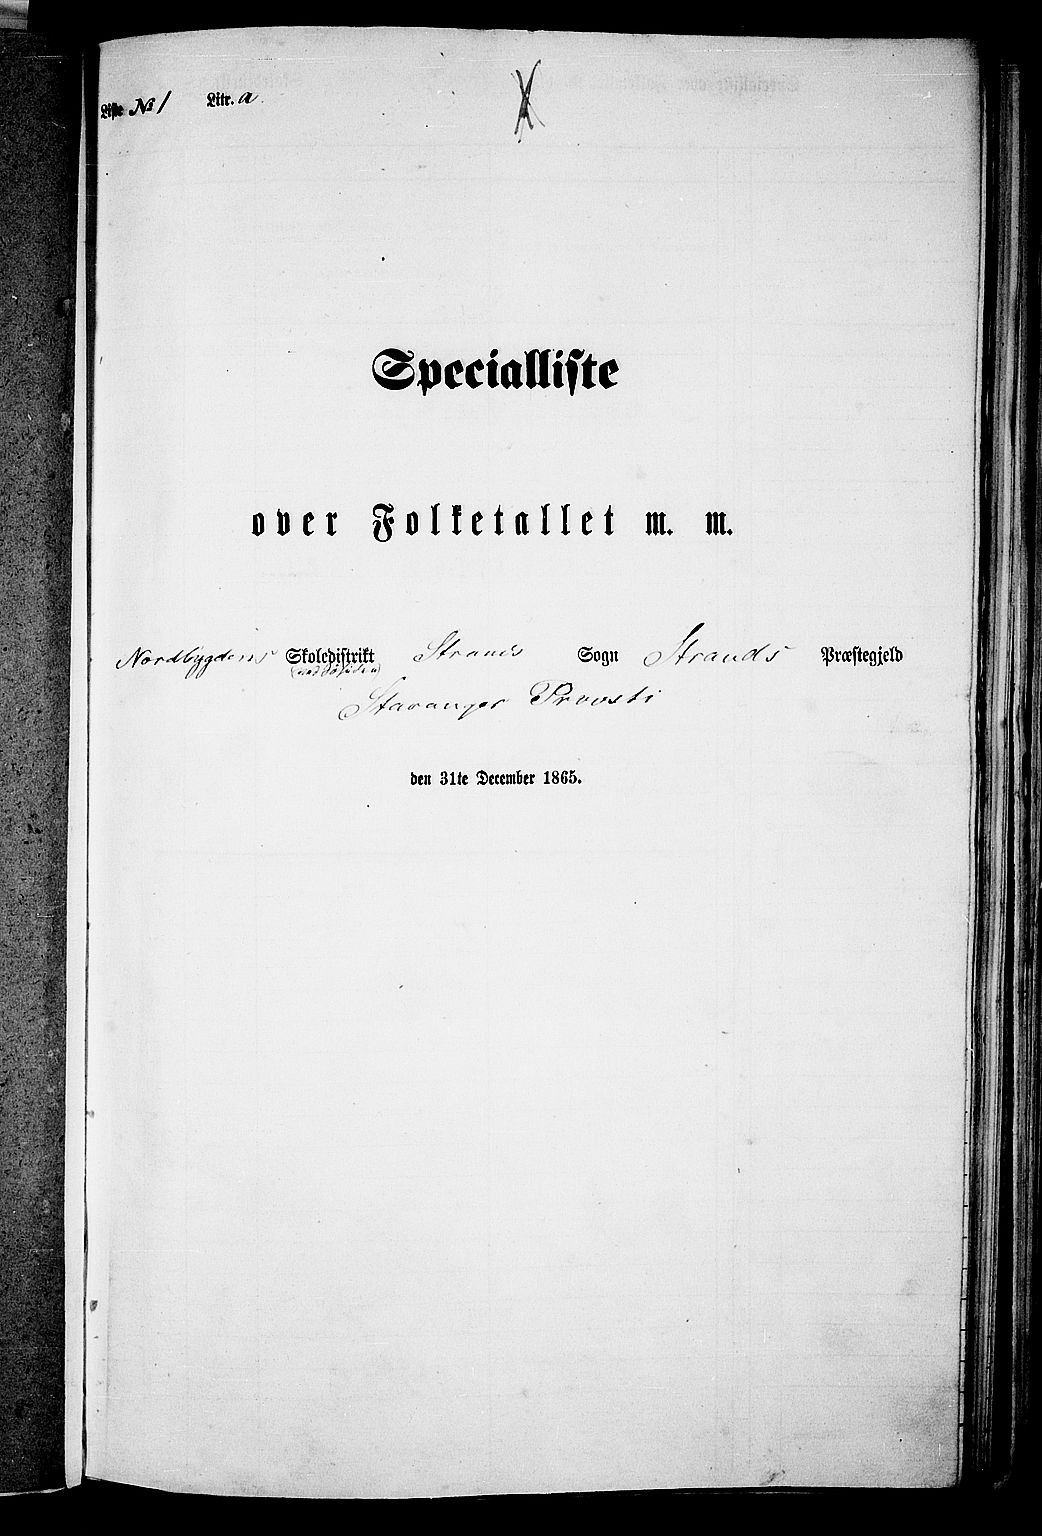 Liste № 1 Litr. a.
Specialliste
over Folketallet m. m.
Nordbygdens Skoledistrikt Strands Sogn Strands Præstegjeld
Stavanger Provsti
den 31te December 1865.